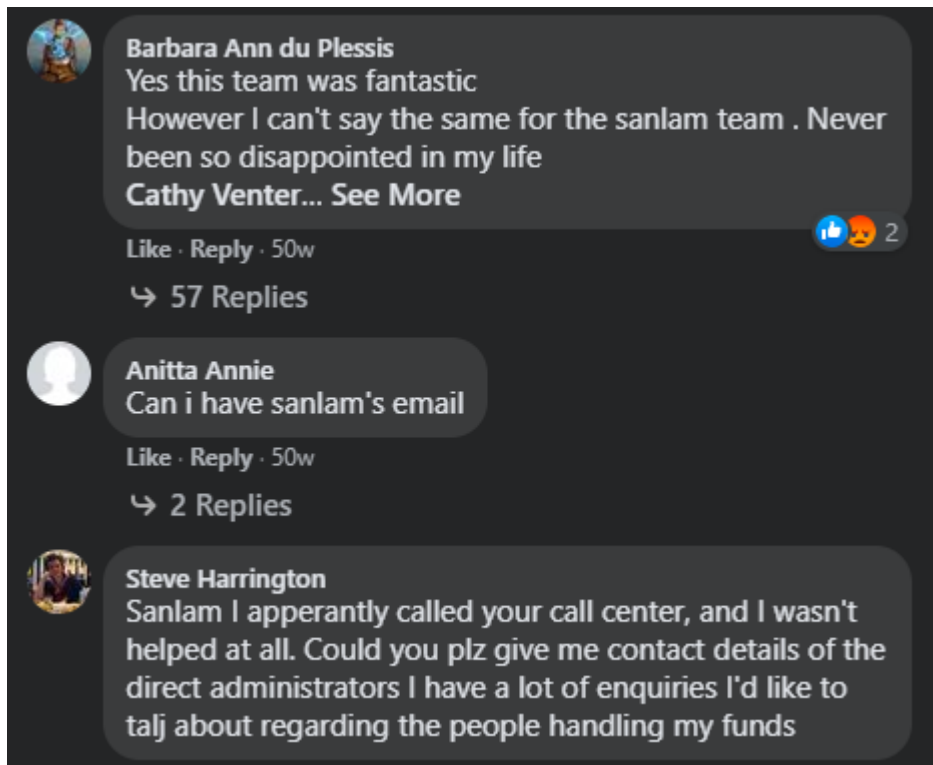 Barbara Ann du Plessis
Yes this team was fantastic
However I can't say the same for the sanlam team . Never
been so disappointed in my life
Cathy Venter... See More
2
Like · Reply · 50w
57 Replies
Anitta Annie
Can i have sanlam's email
Like · Reply · 50w
2 Replies
Steve Harrington
Sanlam I apperantly called your call center, and I wasn't
helped at all. Could you plz give me contact details of the
direct administrators I have a lot of enquiries I'd like to
talj about regarding the people handling my funds